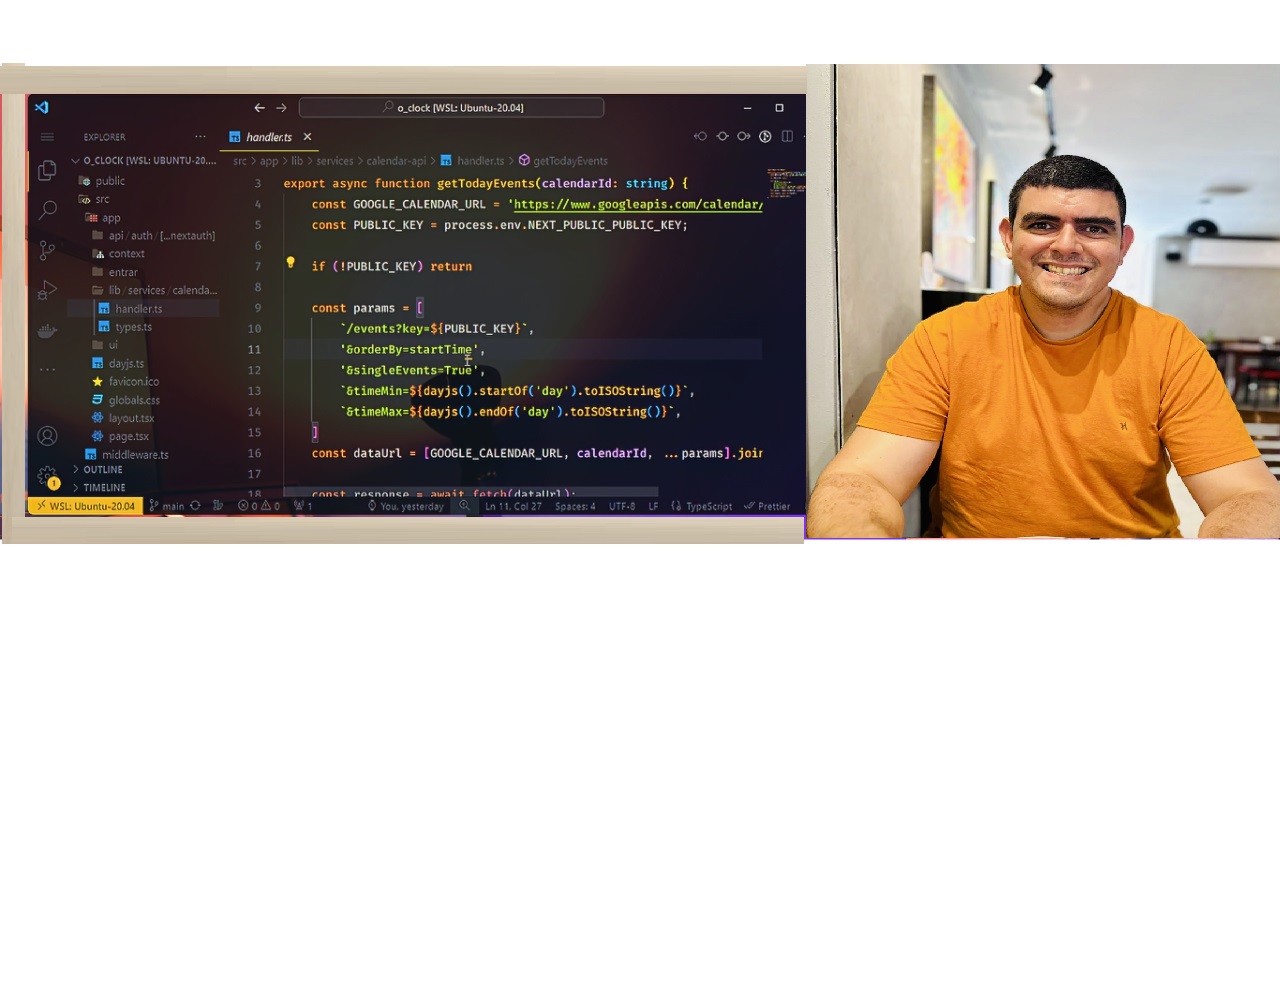 o_clock [WSL: Ubuntu-20.04]
EXPLORER
handler.ts
O_CLOCK [WSL: UBUNTU-20....
src > app > lib > services > calendar-api > handler.ts > getTodayEvents
public
src
app
api / auth / [...nextauth]
context
entrar
lib / services / calenda...
handler.ts
types.ts
ui
dayjs.ts
favicon.ico
globals.css
layout.tsx
page.tsx
middleware.ts
OUTLINE
TIMELINE
3 export async function getTodayEvents(calendarId: string) {
4 const GOOGLE_CALENDAR_URL = 'https://www.googleapis.com/calendar/
5 const PUBLIC_KEY = process.env.NEXT_PUBLIC_PUBLIC_KEY;
6
7 if (!PUBLIC_KEY) return
8
9 const params = [
10 `/events?key=${PUBLIC_KEY}`,
11 '&orderBy=startTime',
12 '&singleEvents=True',
13 `&timeMin=${dayjs().startOf('day').toISOString()}`,
14 `&timeMax=${dayjs().endOf('day').toISOString()}`,
15 ]
16 const dataUrl = [GOOGLE_CALENDAR_URL, calendarId, ...params].join
17
18 const response = await fetch(dataUrl);
1
WSL: Ubuntu-20.04 main 0 0 1 You, yesterday Ln 11, Col 27 Spaces: 4 UTF-8 LF {} TypeScript Prettier